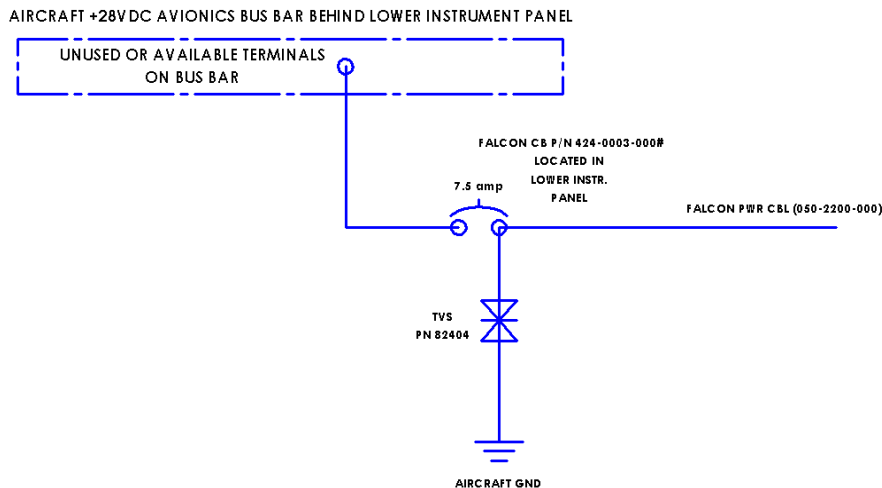 AIRCRAFT +28VDC AVIONICS BUS BAR BEHIND LOWER INSTRUMENT PANEL
UNUSED OR AVAILABLE TERMINALS
ON BUS BAR
FALCON CB P/N 424-0003-000#
LOCATED IN
LOWER INSTR.
PANEL
7.5 amp
FALCON PWR CBL (050-2200-000)
TVS
PN 82404
AIRCRAFT GND